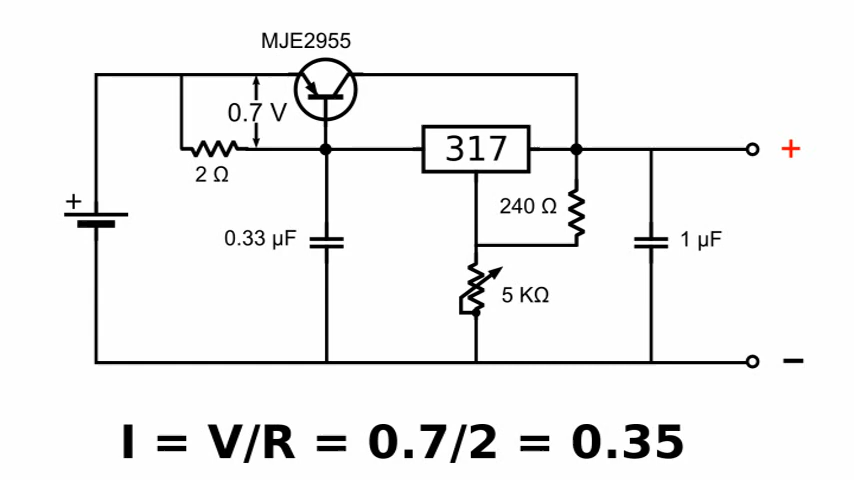 MJE2955
0.7 V
317
+
2 Ω
+
240 Ω
0.33 µF
1 µF
5 KΩ
−
I = V/R = 0.7/2 = 0.35